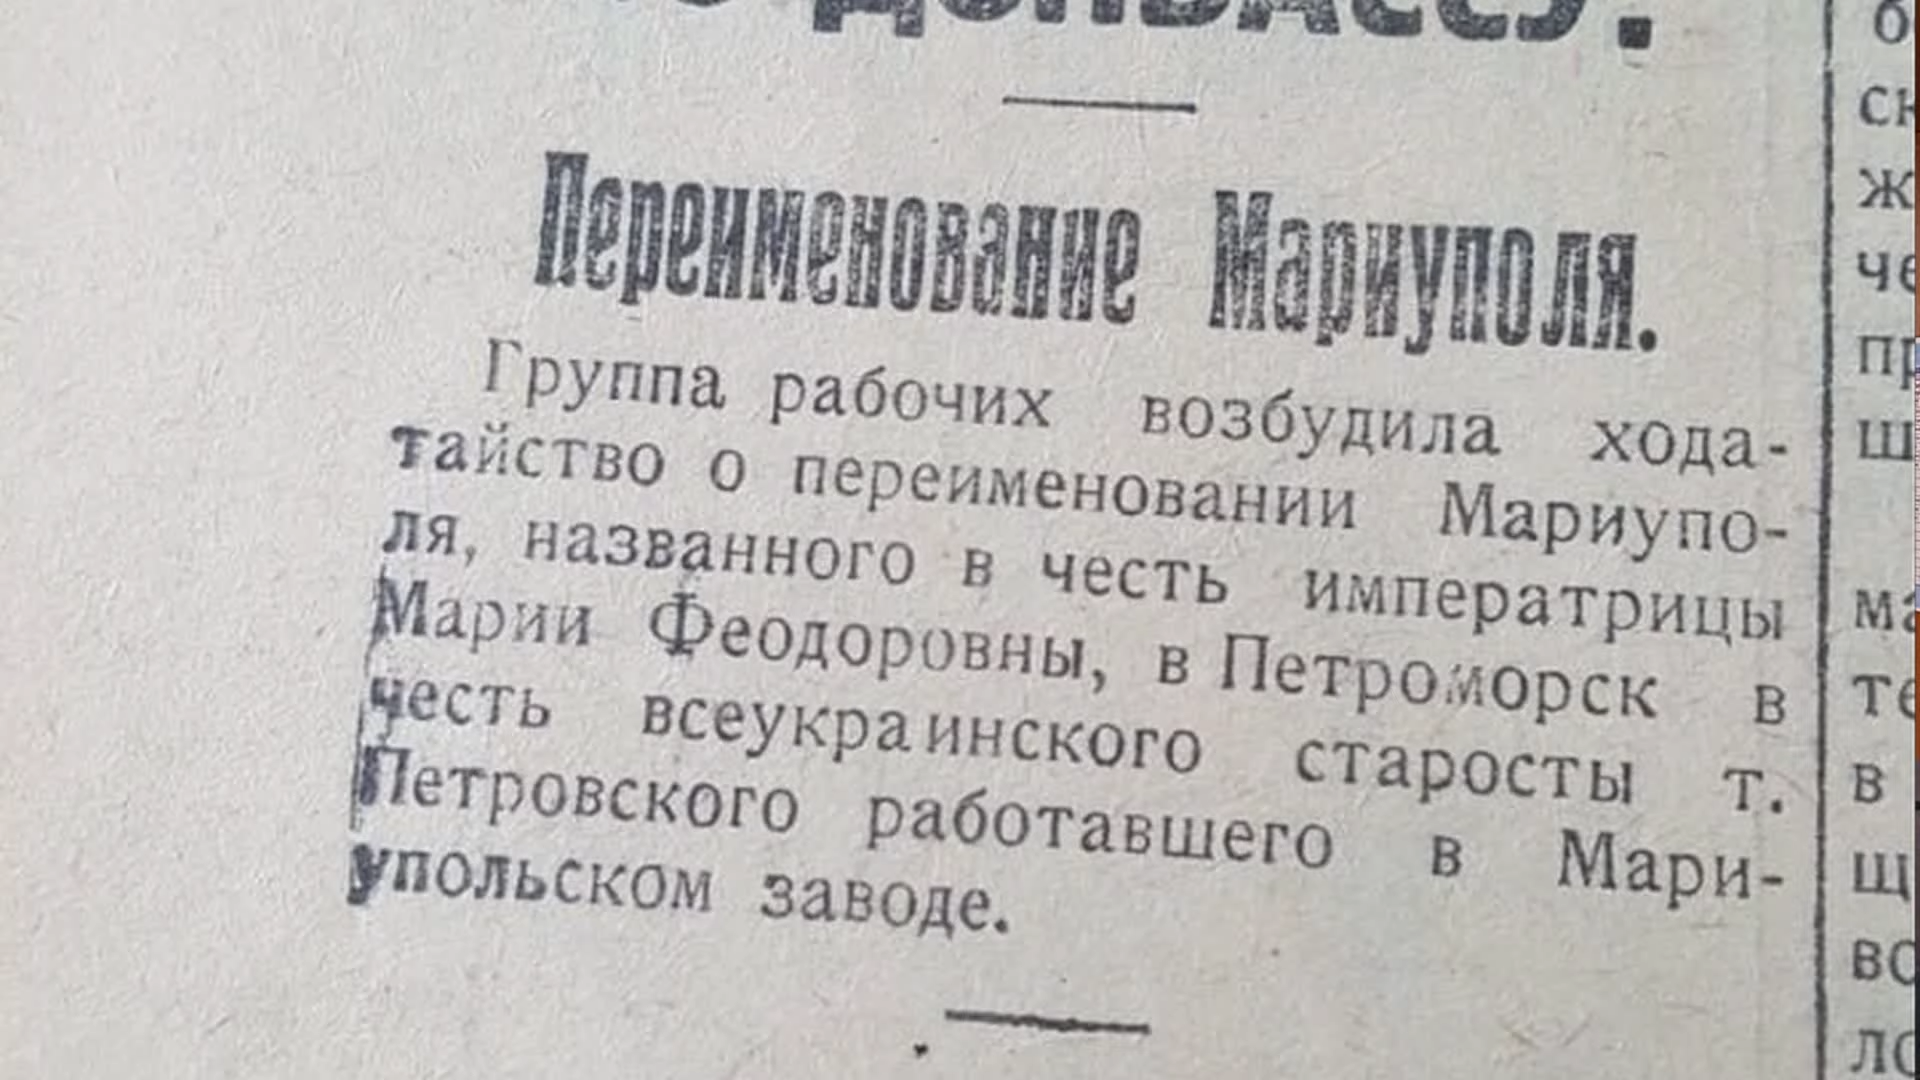 ДОНБАССУ.
Переименование Мариуполя.
Группа рабочих возбудила хода-
тайство о переименовании Мариупо-
ля, названного в честь императрицы
Марии Феодоровны, в Петроморск в
честь всеукраинского старосты т.
Петровского работавшего в Мари-
упольском заводе.